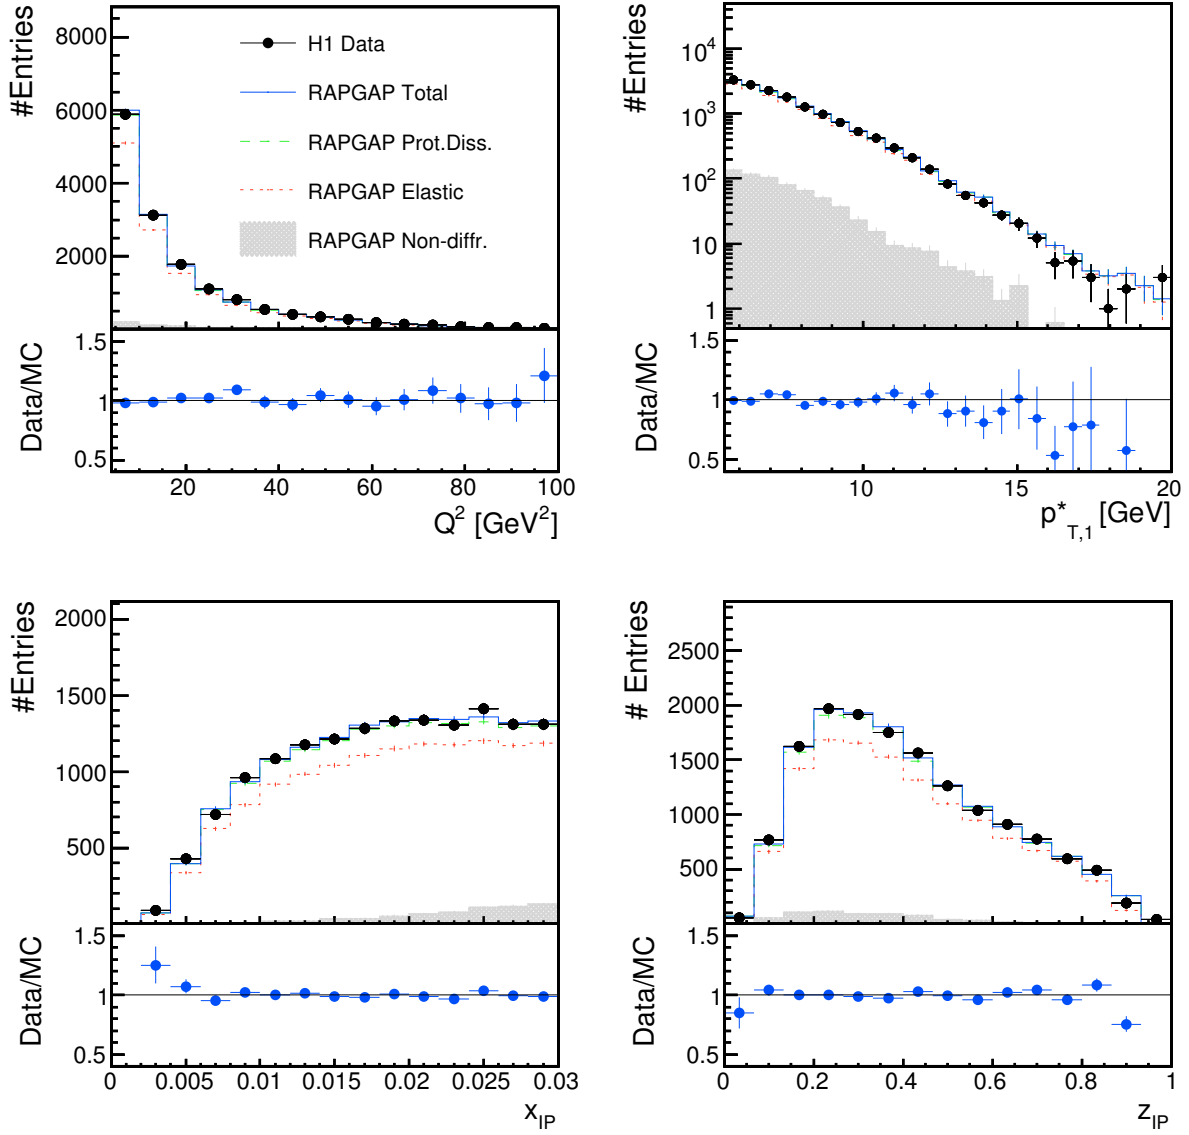 #Entries
8000
6000
4000
2000
H1 Data
RAPGAP Total
RAPGAP Prot.Diss.
RAPGAP Elastic
RAPGAP Non-diffr.
Data/MC
1.5
1
0.5
20 40 60 80 100
Q² [GeV²]
#Entries
10⁴
10³
10²
10
1
Data/MC
1.5
1
0.5
10 15 20
p*T,1 [GeV]
#Entries
2000
1500
1000
500
Data/MC
1.5
1
0.5
0 0.005 0.01 0.015 0.02 0.025 0.03
xIP
# Entries
2500
2000
1500
1000
500
Data/MC
1.5
1
0.5
0 0.2 0.4 0.6 0.8 1
zIP